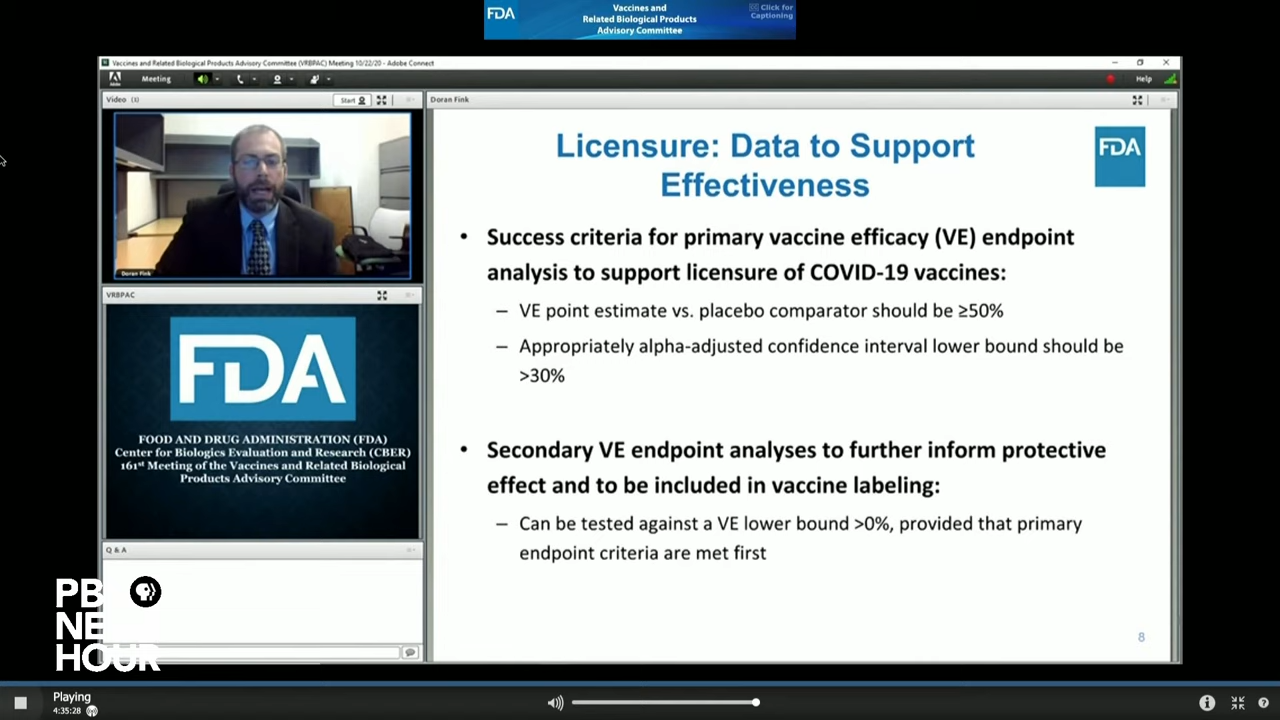 FDA
Vaccines and
Related Biological Products
Advisory Committee
CC Click for
Captioning
Vaccines and Related Biological Products Advisory Committee (VRBPAC) Meeting 10/22/20 - Adobe Connect
Meeting
Help
Video (1)
Start
Doran Fink
Doran Fink
VRBPAC
FDA
FOOD AND DRUG ADMINISTRATION (FDA)
Center for Biologics Evaluation and Research (CBER)
161st Meeting of the Vaccines and Related Biological
Products Advisory Committee
Q & A
Licensure: Data to Support
Effectiveness
FDA
• Success criteria for primary vaccine efficacy (VE) endpoint
analysis to support licensure of COVID-19 vaccines:
– VE point estimate vs. placebo comparator should be ≥50%
– Appropriately alpha-adjusted confidence interval lower bound should be
>30%
• Secondary VE endpoint analyses to further inform protective
effect and to be included in vaccine labeling:
– Can be tested against a VE lower bound >0%, provided that primary
endpoint criteria are met first
8
HOUR
Playing
4:35:28